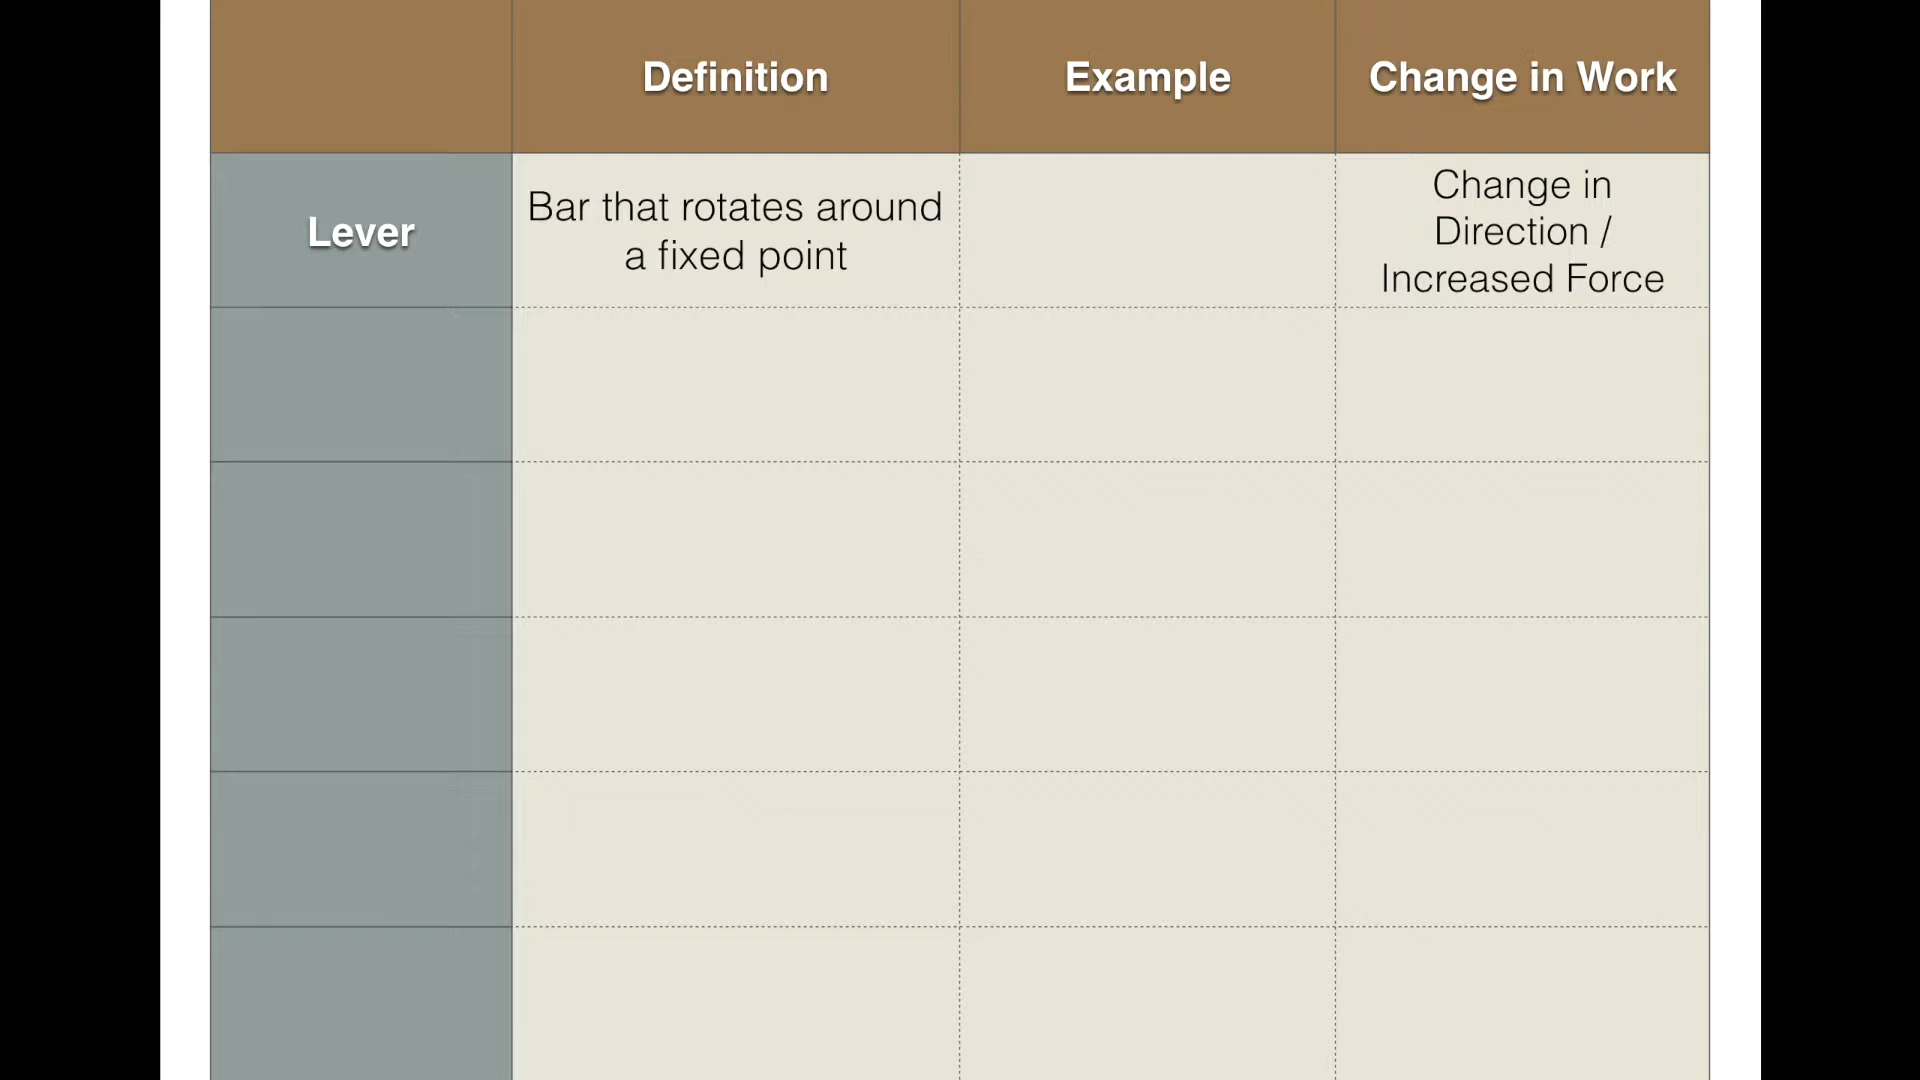 Definition
Example
Change in Work
Lever
Bar that rotates around
a fixed point
Change in
Direction /
Increased Force